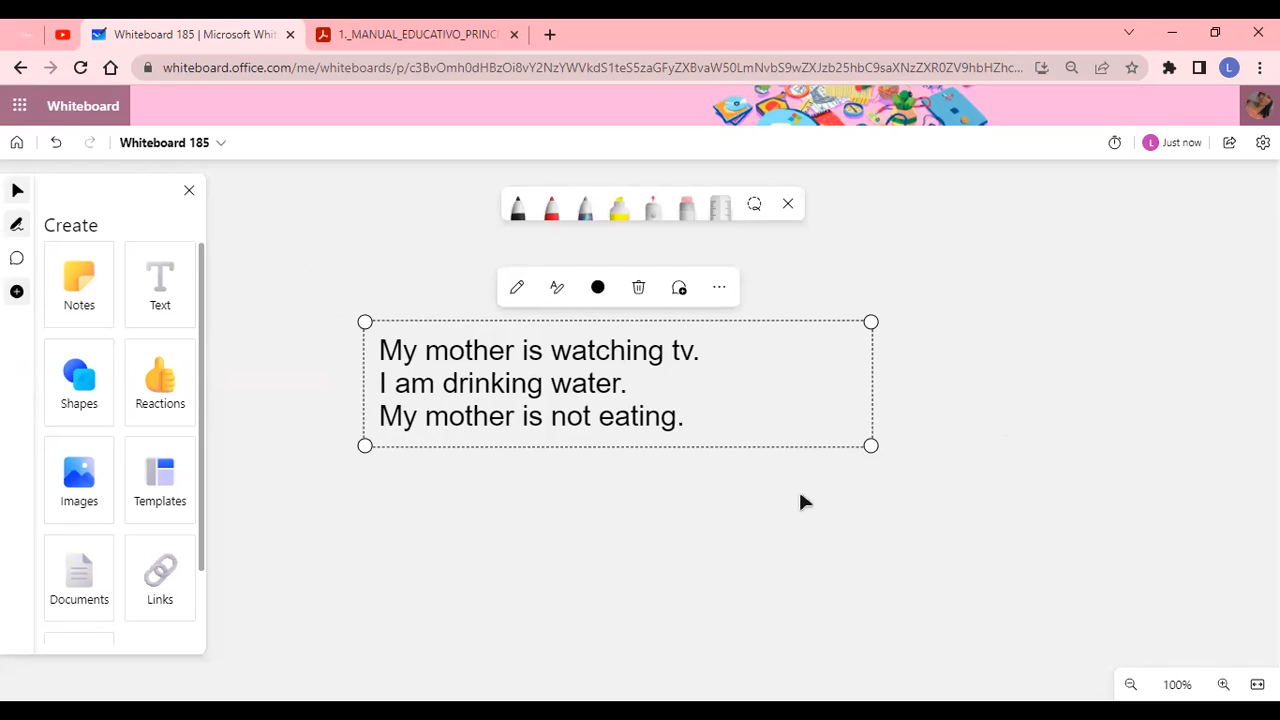 Whiteboard 185 | Microsoft Whit
1._MANUAL_EDUCATIVO_PRINC
whiteboard.office.com/me/whiteboards/p/c3BvOmh0dHBzOi8vY2NzYWVkdS1teS5zaGFyZXBvaW50LmNvbS9wZXJzb25hbC9saXNzZXR0ZV9hbHZhc...
L
Whiteboard
Whiteboard 185
L Just now
Create
Notes Text
Shapes Reactions
Images Templates
Documents Links
My mother is watching tv.
I am drinking water.
My mother is not eating.
100%